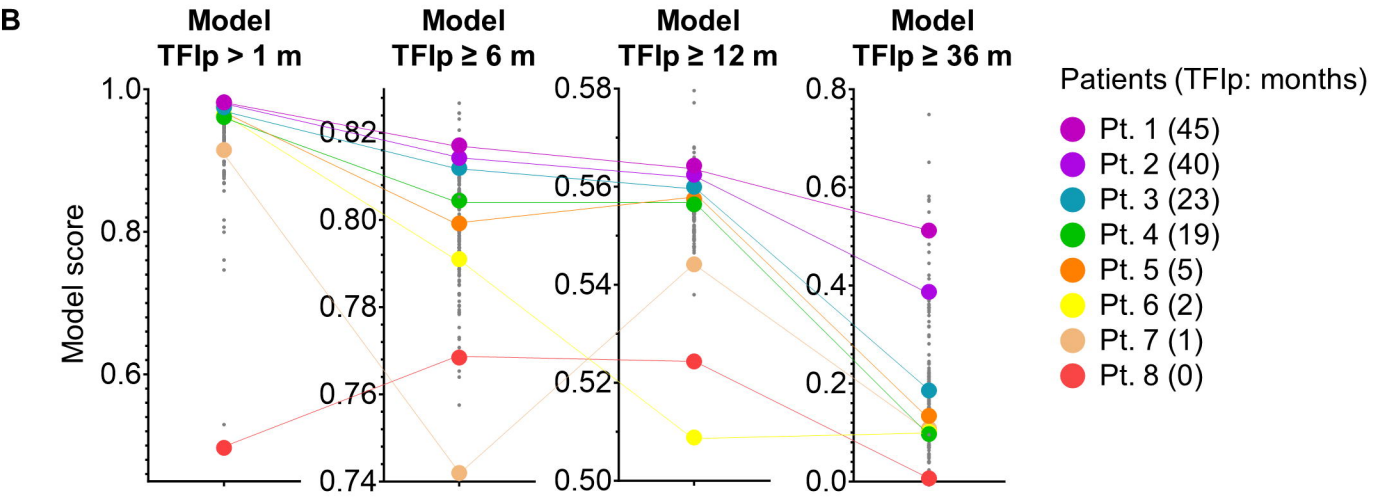 B
Model
TFIp > 1 m
Model
TFIp ≥ 6 m
Model
TFIp ≥ 12 m
Model
TFIp ≥ 36 m
Model score
1.0
0.8
0.6
0.82
0.80
0.78
0.76
0.74
0.58
0.56
0.54
0.52
0.50
0.8
0.6
0.4
0.2
0.0
Patients (TFIp: months)
Pt. 1 (45)
Pt. 2 (40)
Pt. 3 (23)
Pt. 4 (19)
Pt. 5 (5)
Pt. 6 (2)
Pt. 7 (1)
Pt. 8 (0)